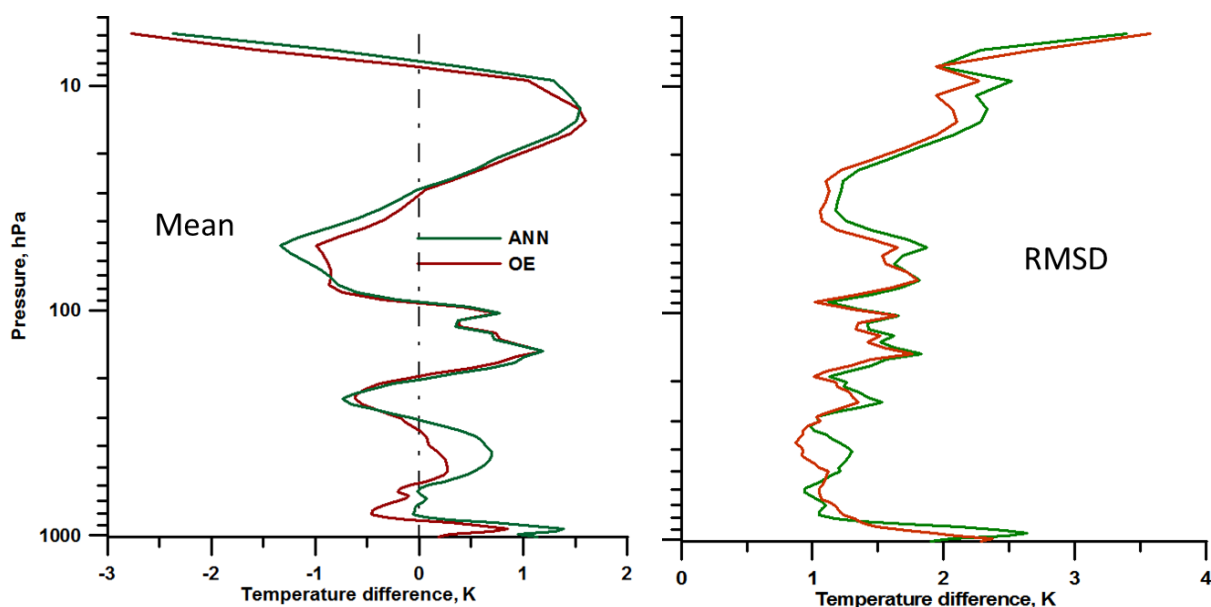 10
100
1000
Pressure, hPa
Mean
ANN
OE
-3 -2 -1 0 1 2
Temperature difference, K
RMSD
0 1 2 3 4
Temperature difference, K